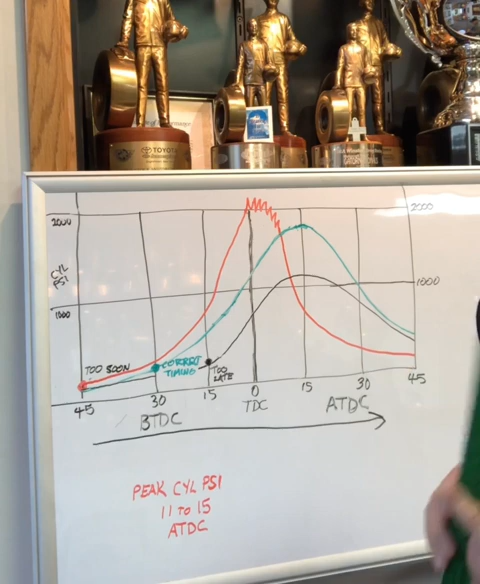 TOYOTA
2000
2000
CYL
PSI
1000
1000
TOO SOON
CORRECT
TIMING
TOO
LATE
45
30
15
0
15
30
45
BTDC
TDC
ATDC
PEAK CYL PSI
11 TO 15
ATDC